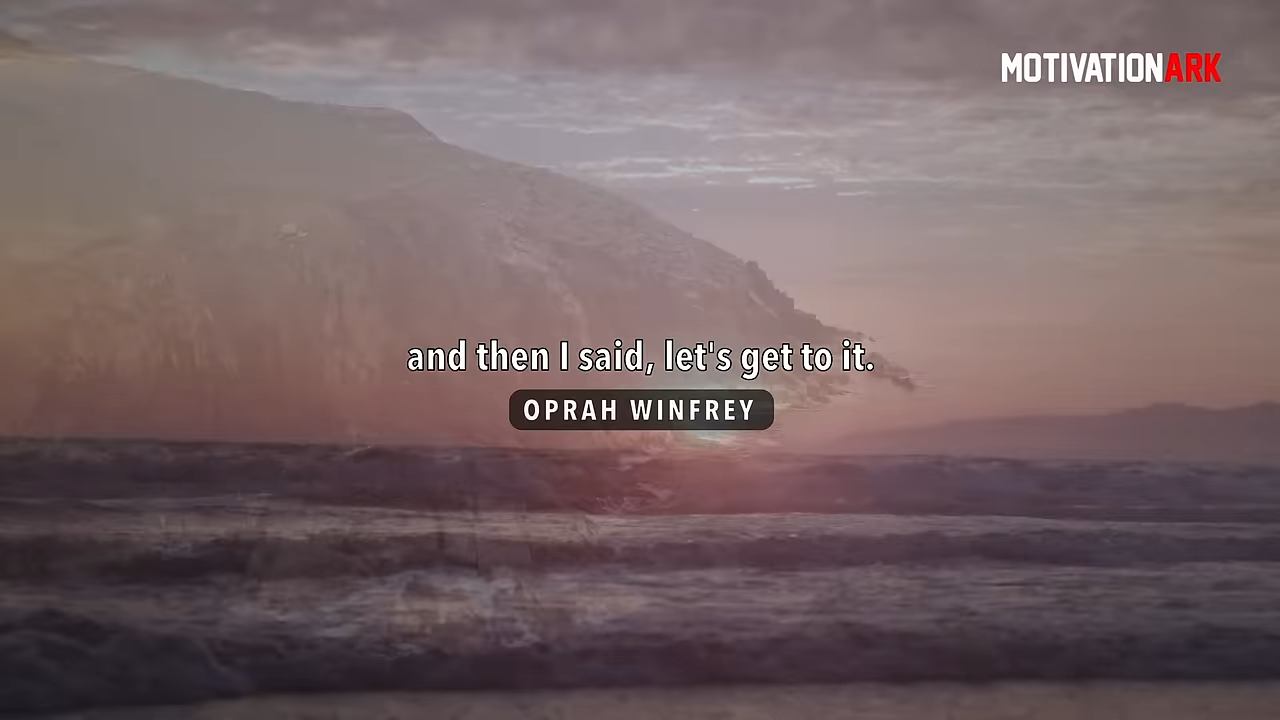 MOTIVATIONARK
and then I said, let's get to it.
OPRAH WINFREY